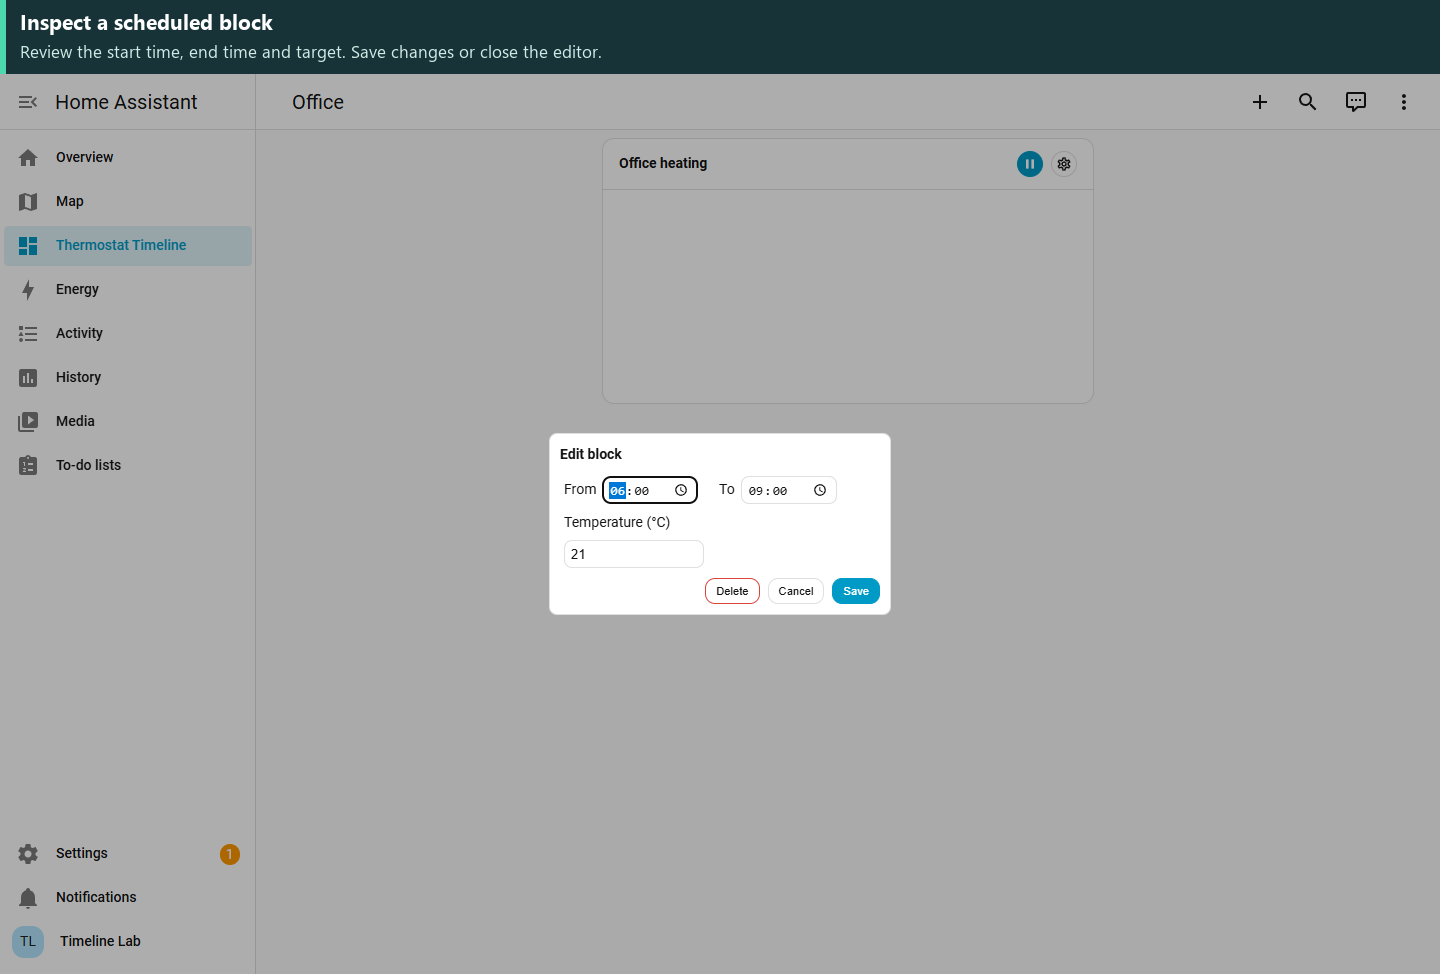 Inspect a scheduled block
Review the start time, end time and target. Save changes or close the editor.
Home Assistant
Office
Overview
Map
Thermostat Timeline
Energy
Activity
History
Media
To-do lists
Office heating
Edit block
From 06:00 To 09:00
Temperature (°C)
21
Delete Cancel Save
Settings 1
Notifications
TL Timeline Lab